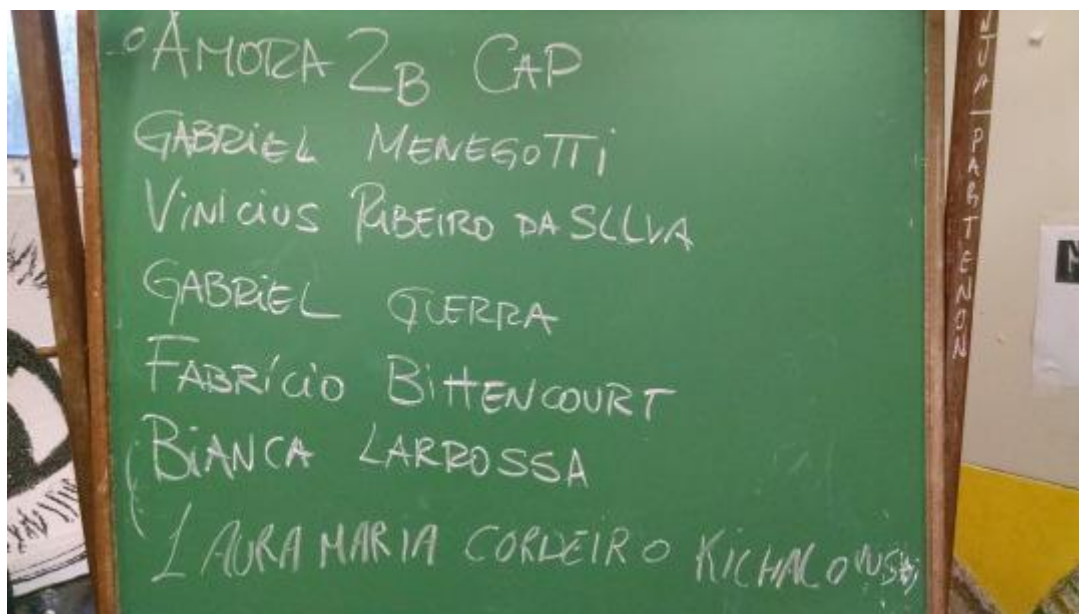 AMORA 2B CAP
GABRIEL MENEGOTTI
VINICIUS RIBEIRO DA SILVA
GABRIEL GUERRA
FABRÍCIO BITTENCOURT
BIANCA LARROSSA
LAURA MARIA CORDEIRO
PARTENON